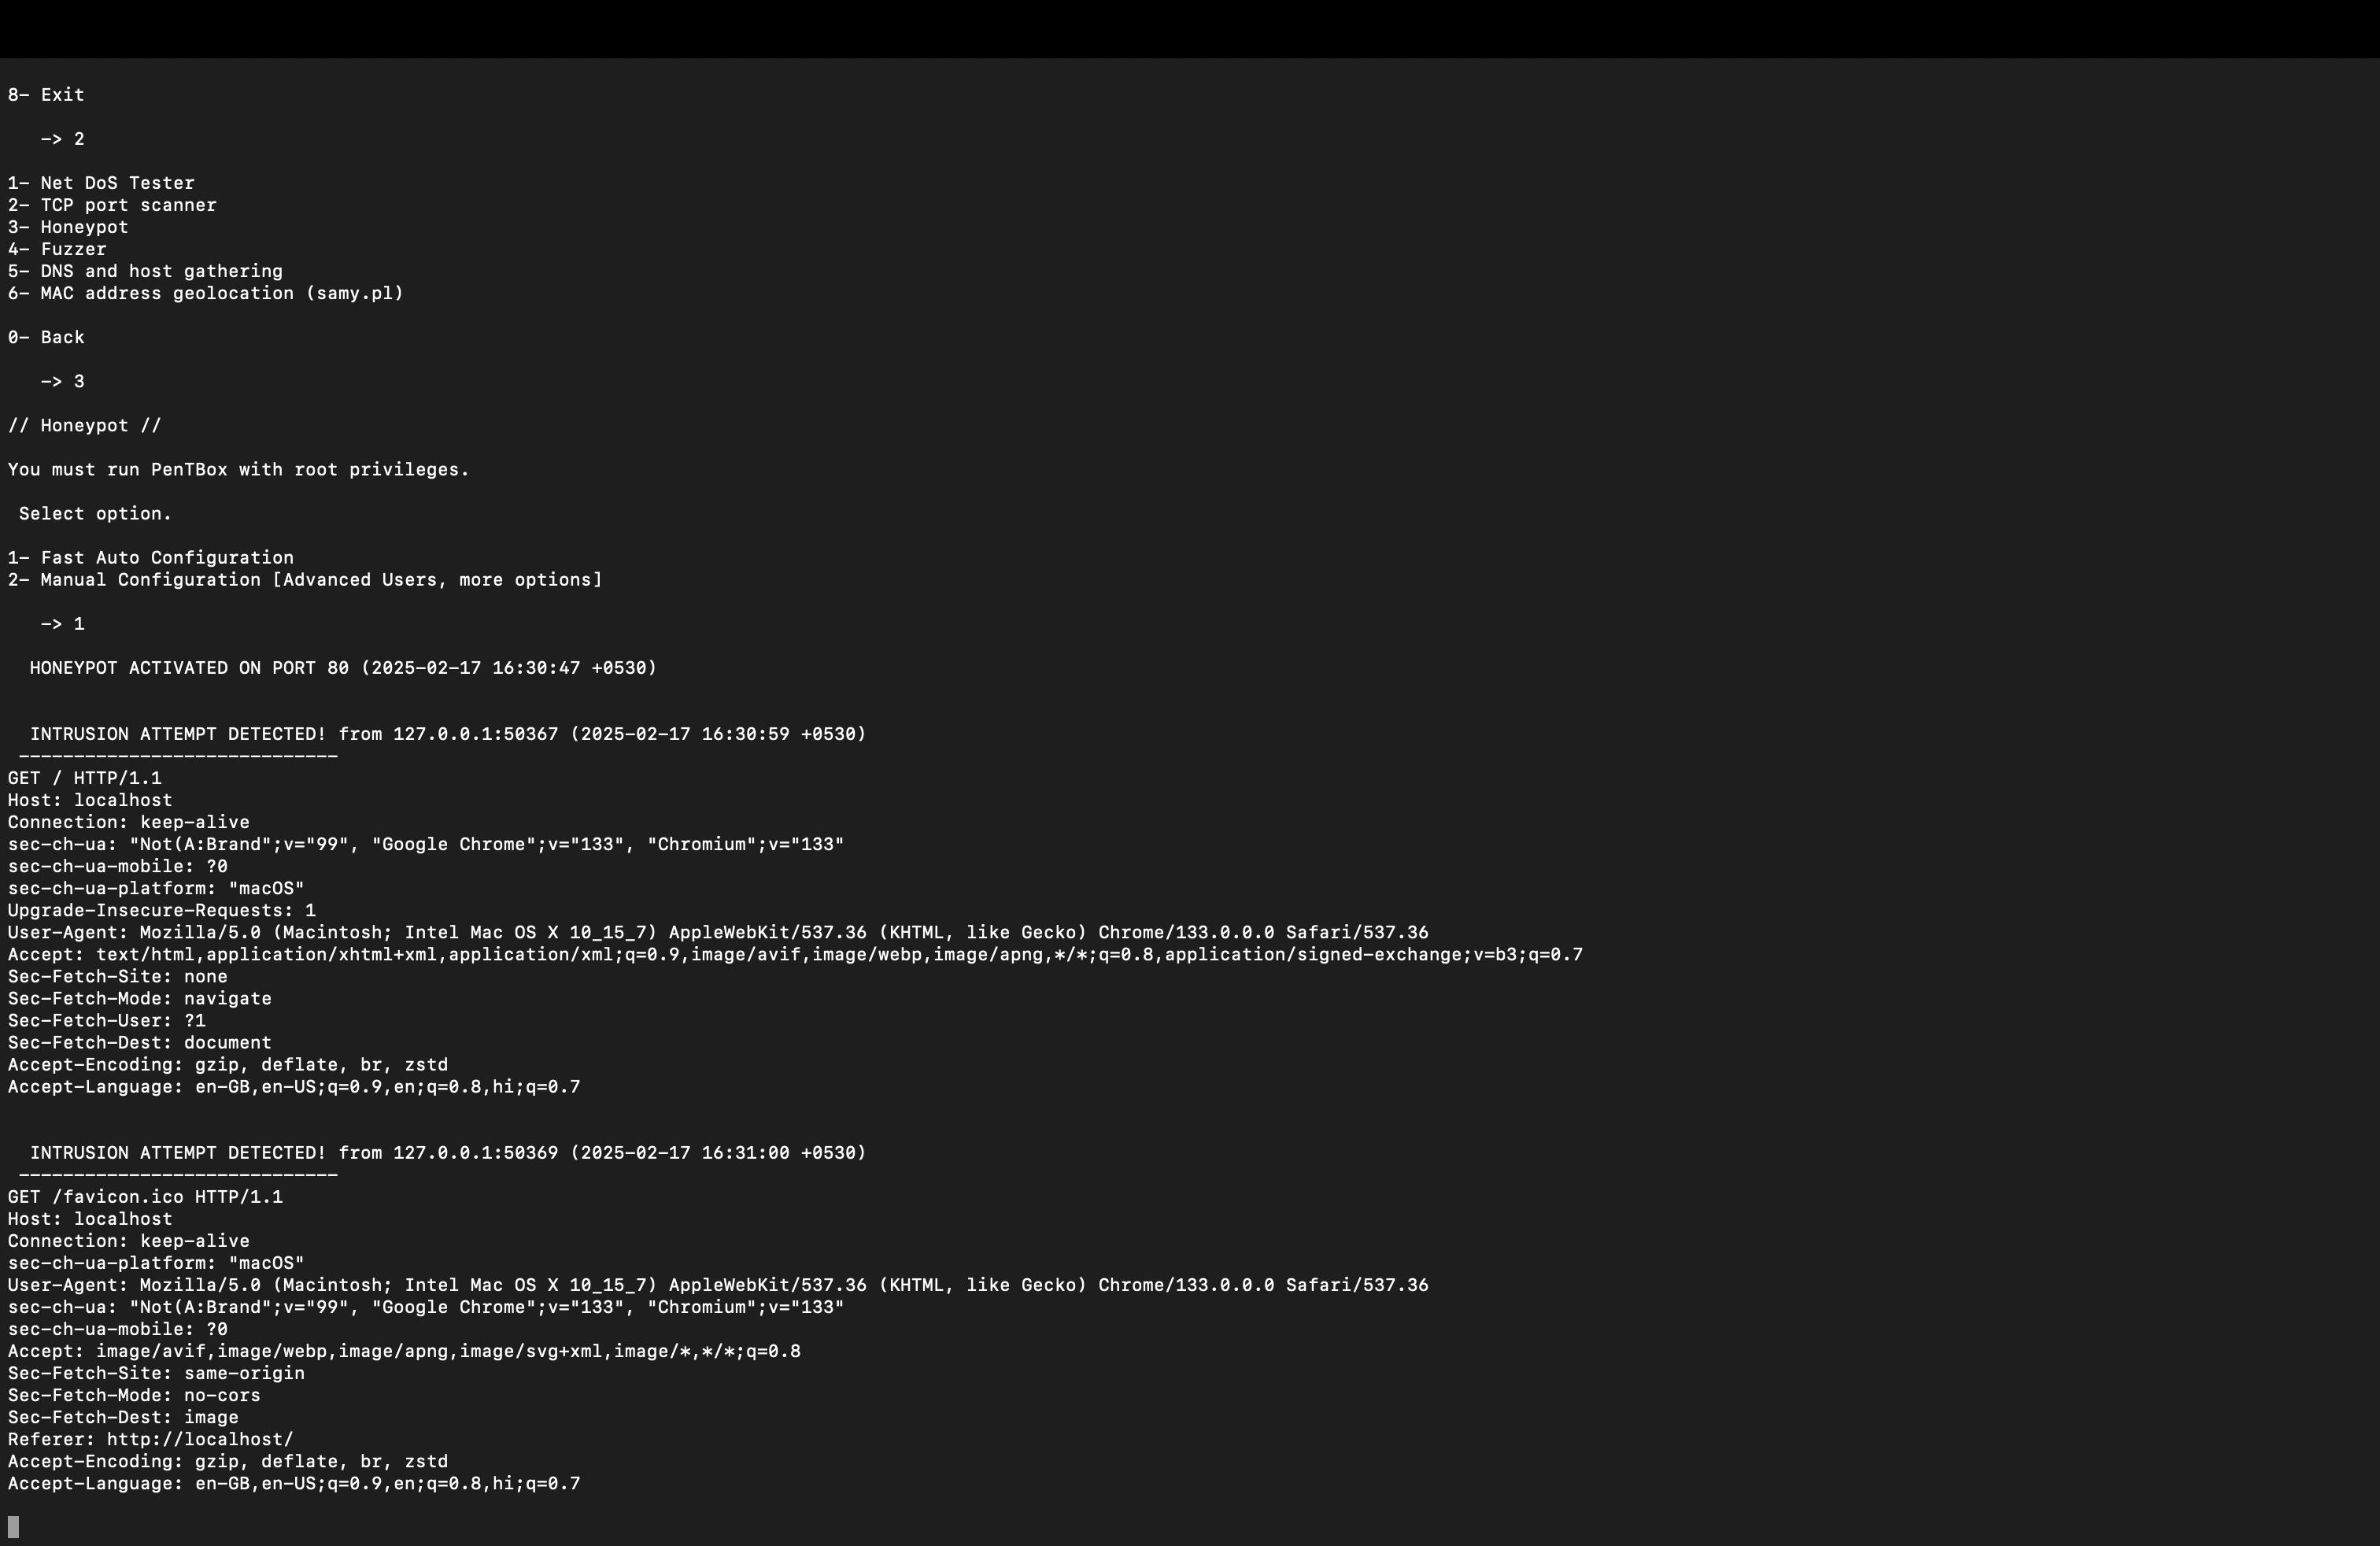 8- Exit
-> 2
1- Net DoS Tester
2- TCP port scanner
3- Honeypot
4- Fuzzer
5- DNS and host gathering
6- MAC address geolocation (samy.pl)
0- Back
-> 3
// Honeypot //
You must run PenTBox with root privileges.
Select option.
1- Fast Auto Configuration
2- Manual Configuration [Advanced Users, more options]
-> 1
HONEYPOT ACTIVATED ON PORT 80 (2025-02-17 16:30:47 +0530)
INTRUSION ATTEMPT DETECTED! from 127.0.0.1:50367 (2025-02-17 16:30:59 +0530)
-----------------------------
GET / HTTP/1.1
Host: localhost
Connection: keep-alive
sec-ch-ua: "Not(A:Brand";v="99", "Google Chrome";v="133", "Chromium";v="133"
sec-ch-ua-mobile: ?0
sec-ch-ua-platform: "macOS"
Upgrade-Insecure-Requests: 1
User-Agent: Mozilla/5.0 (Macintosh; Intel Mac OS X 10_15_7) AppleWebKit/537.36 (KHTML, like Gecko) Chrome/133.0.0.0 Safari/537.36
Accept: text/html,application/xhtml+xml,application/xml;q=0.9,image/avif,image/webp,image/apng,*/*;q=0.8,application/signed-exchange;v=b3;q=0.7
Sec-Fetch-Site: none
Sec-Fetch-Mode: navigate
Sec-Fetch-User: ?1
Sec-Fetch-Dest: document
Accept-Encoding: gzip, deflate, br, zstd
Accept-Language: en-GB,en-US;q=0.9,en;q=0.8,hi;q=0.7
INTRUSION ATTEMPT DETECTED! from 127.0.0.1:50369 (2025-02-17 16:31:00 +0530)
-----------------------------
GET /favicon.ico HTTP/1.1
Host: localhost
Connection: keep-alive
sec-ch-ua-platform: "macOS"
User-Agent: Mozilla/5.0 (Macintosh; Intel Mac OS X 10_15_7) AppleWebKit/537.36 (KHTML, like Gecko) Chrome/133.0.0.0 Safari/537.36
sec-ch-ua: "Not(A:Brand";v="99", "Google Chrome";v="133", "Chromium";v="133"
sec-ch-ua-mobile: ?0
Accept: image/avif,image/webp,image/apng,image/svg+xml,image/*,*/*;q=0.8
Sec-Fetch-Site: same-origin
Sec-Fetch-Mode: no-cors
Sec-Fetch-Dest: image
Referer: http://localhost/
Accept-Encoding: gzip, deflate, br, zstd
Accept-Language: en-GB,en-US;q=0.9,en;q=0.8,hi;q=0.7